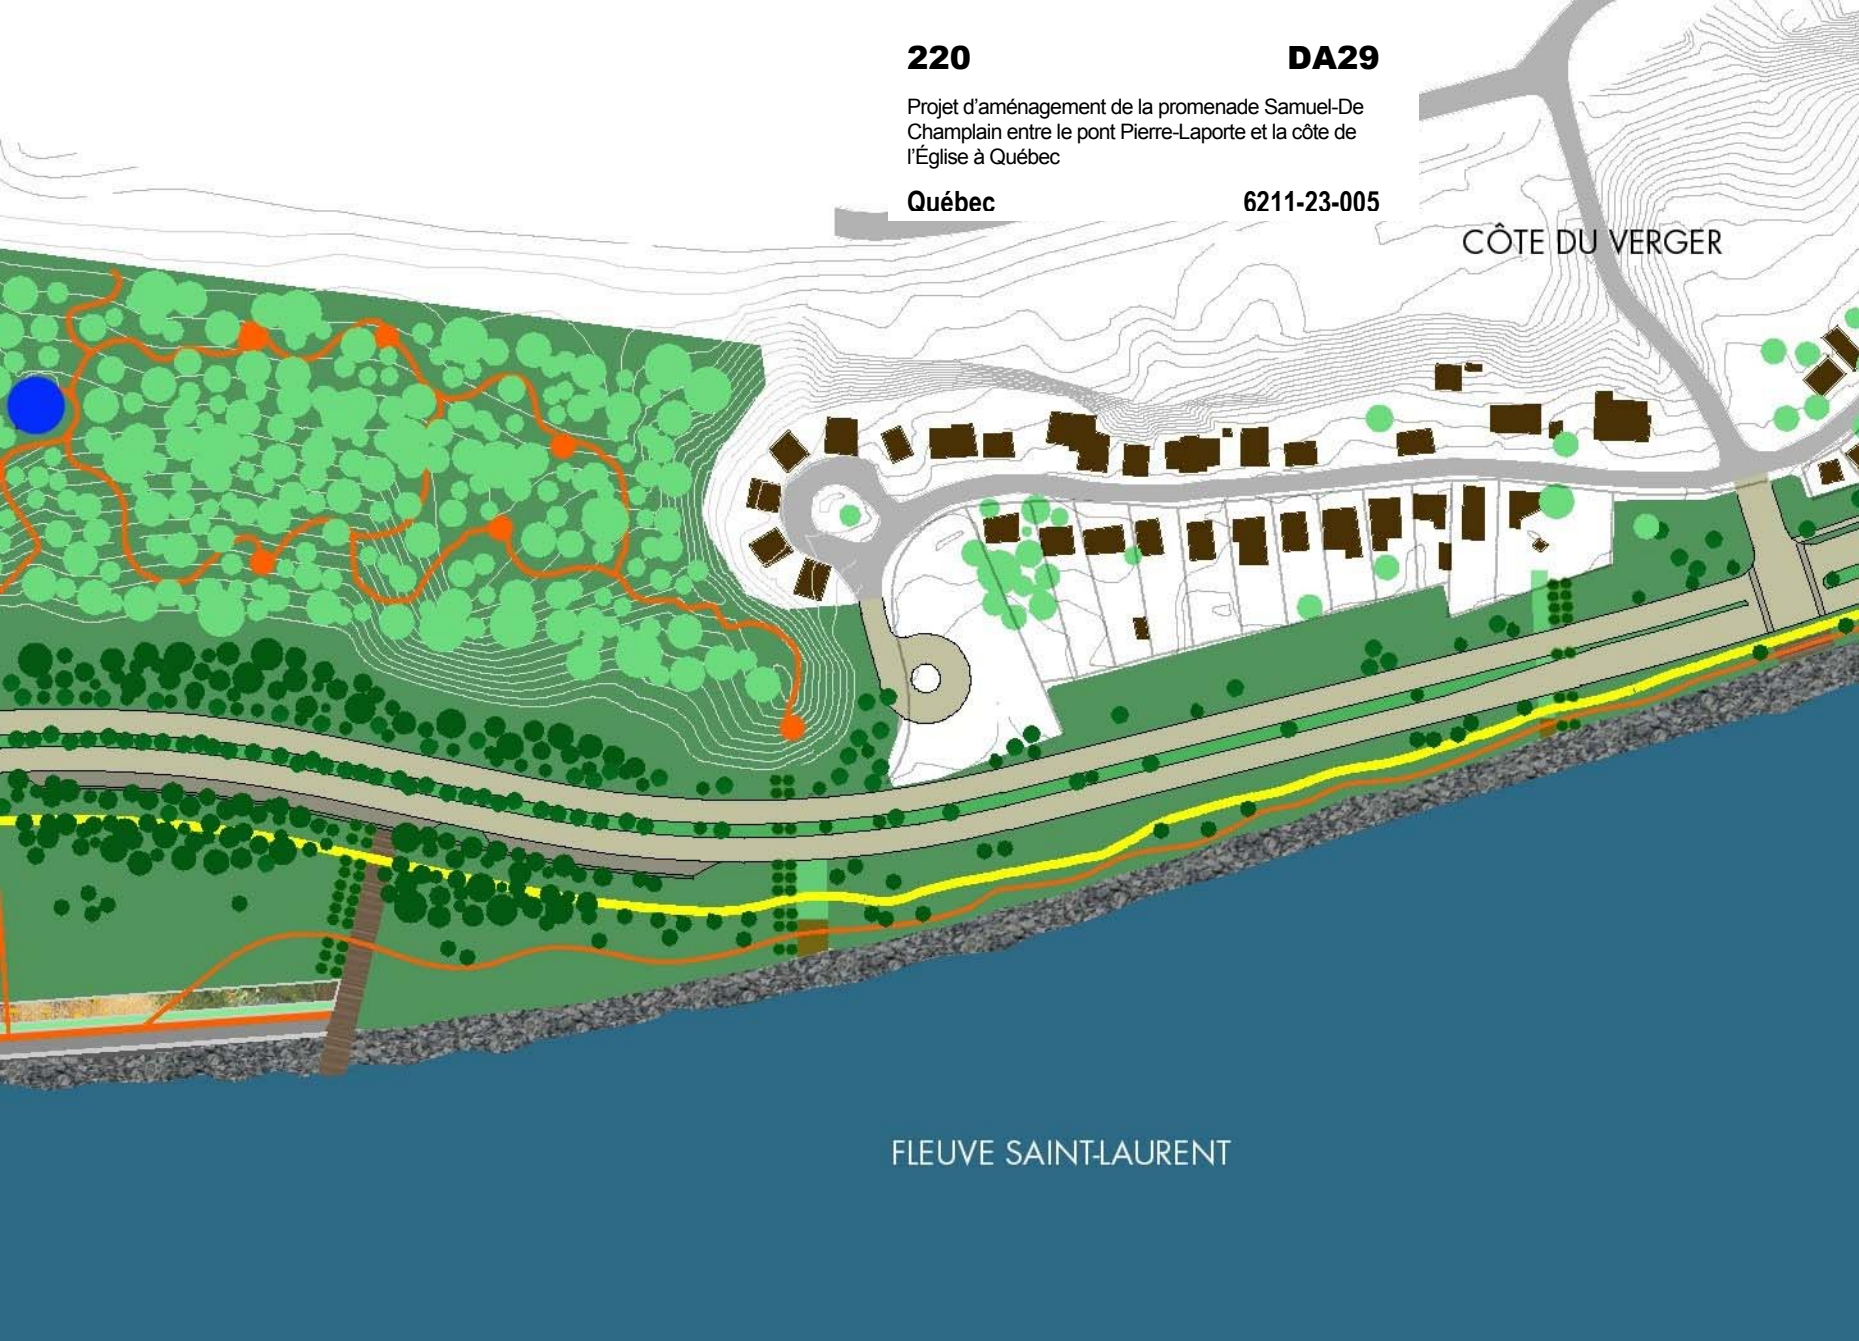 220 DA29
Projet d'aménagement de la promenade Samuel-De
Champlain entre le pont Pierre-Laporte et la côte de
l'Église à Québec
Québec 6211-23-005
CÔTE DU VERGER
FLEUVE SAINT-LAURENT